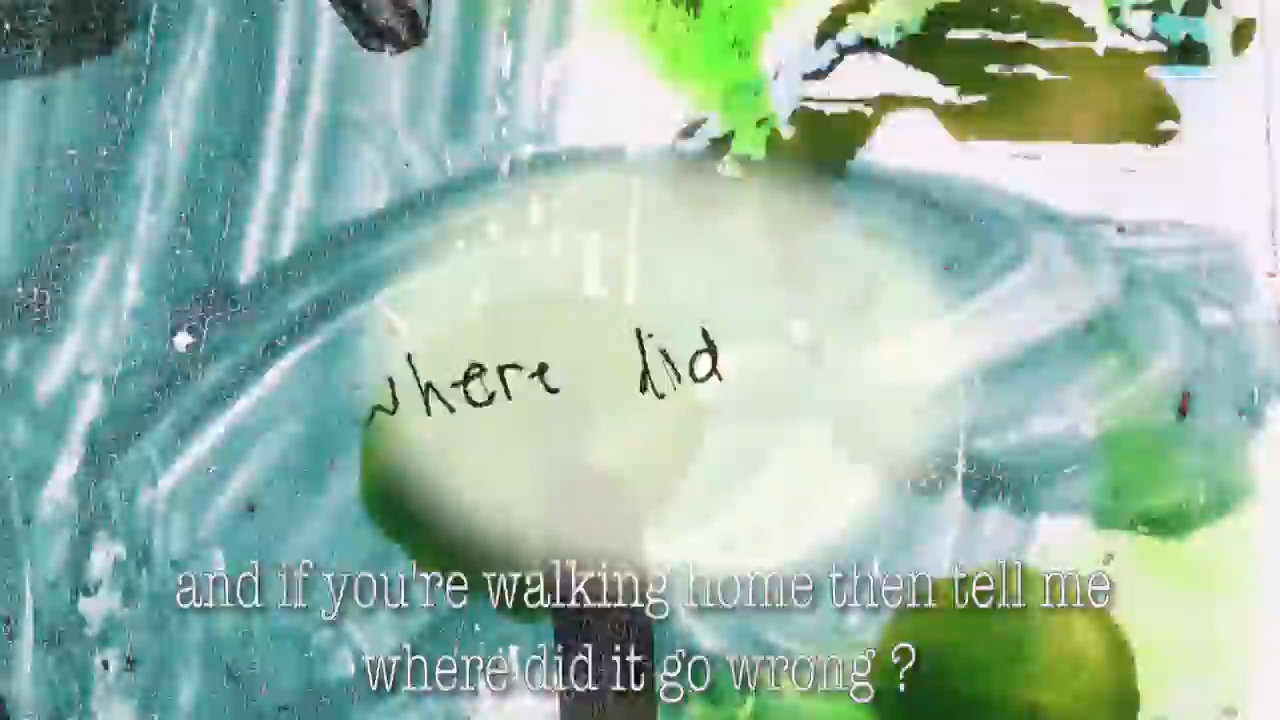 where did
and if you're walking home then tell me
where did it go wrong ?